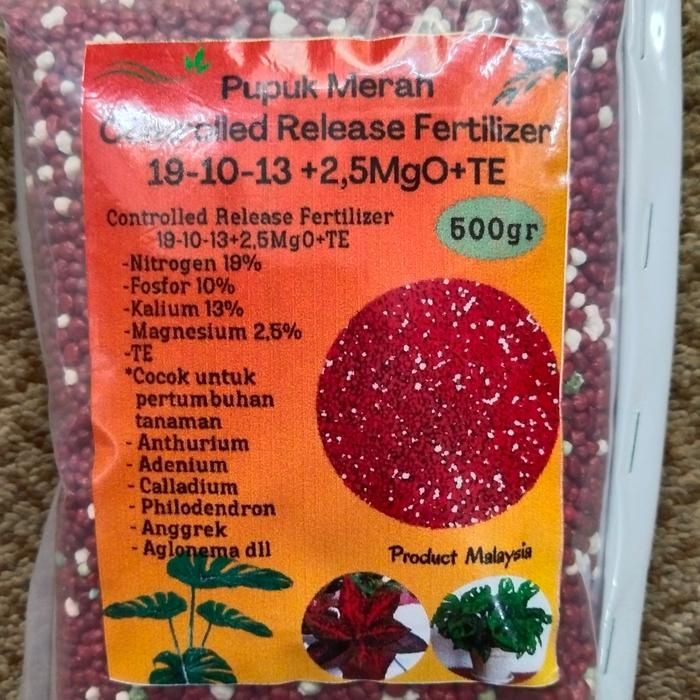 Pupuk Merah
Controlled Release Fertilizer
19-10-13 +2,5MgO+TE
Controlled Release Fertilizer
19-10-13+2,5MgO+TE
500gr
-Nitrogen 19%
-Fosfor 10%
-Kalium 13%
-Magnesium 2,5%
-TE
*Cocok untuk
pertumbuhan
tanaman
- Anthurium
- Adenium
- Calladium
- Philodendron
- Anggrek
- Aglonema dll
Product Malaysia